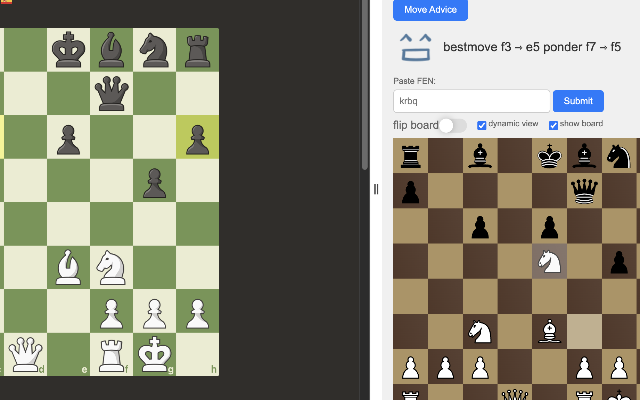 Move Advice
bestmove f3 → e5 ponder f7 → f5
Paste FEN:
krbq
Submit
flip board
dynamic view
show board
d
e
f
g
h